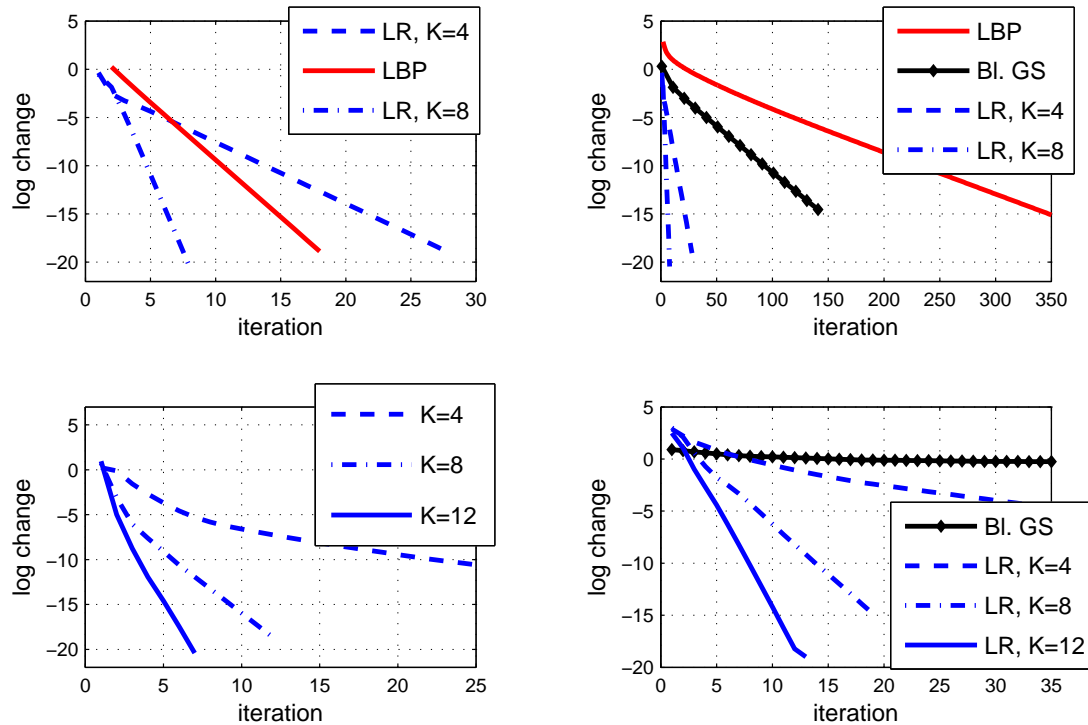 5
0
−5
−10
−15
−20
log change
0
5
10
15
20
25
30
iteration
LR, K=4
LBP
LR, K=8
5
0
−5
−10
−15
−20
log change
0
50
100
150
200
250
300
350
iteration
LBP
Bl. GS
LR, K=4
LR, K=8
5
0
−5
−10
−15
−20
log change
0
5
10
15
20
25
iteration
K=4
K=8
K=12
5
0
−5
−10
−15
−20
log change
0
5
10
15
20
25
30
35
iteration
Bl. GS
LR, K=4
LR, K=8
LR, K=12